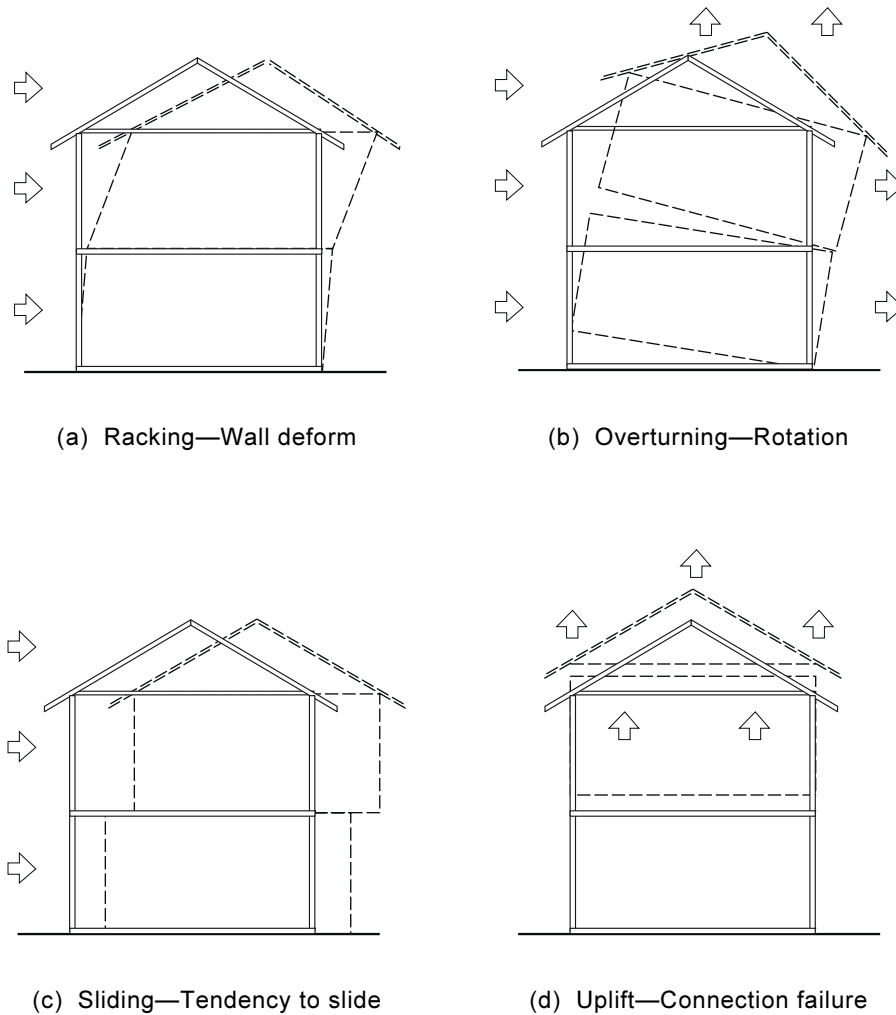 (a) Racking—Wall deform
(b) Overturning—Rotation
(c) Sliding—Tendency to slide
(d) Uplift—Connection failure